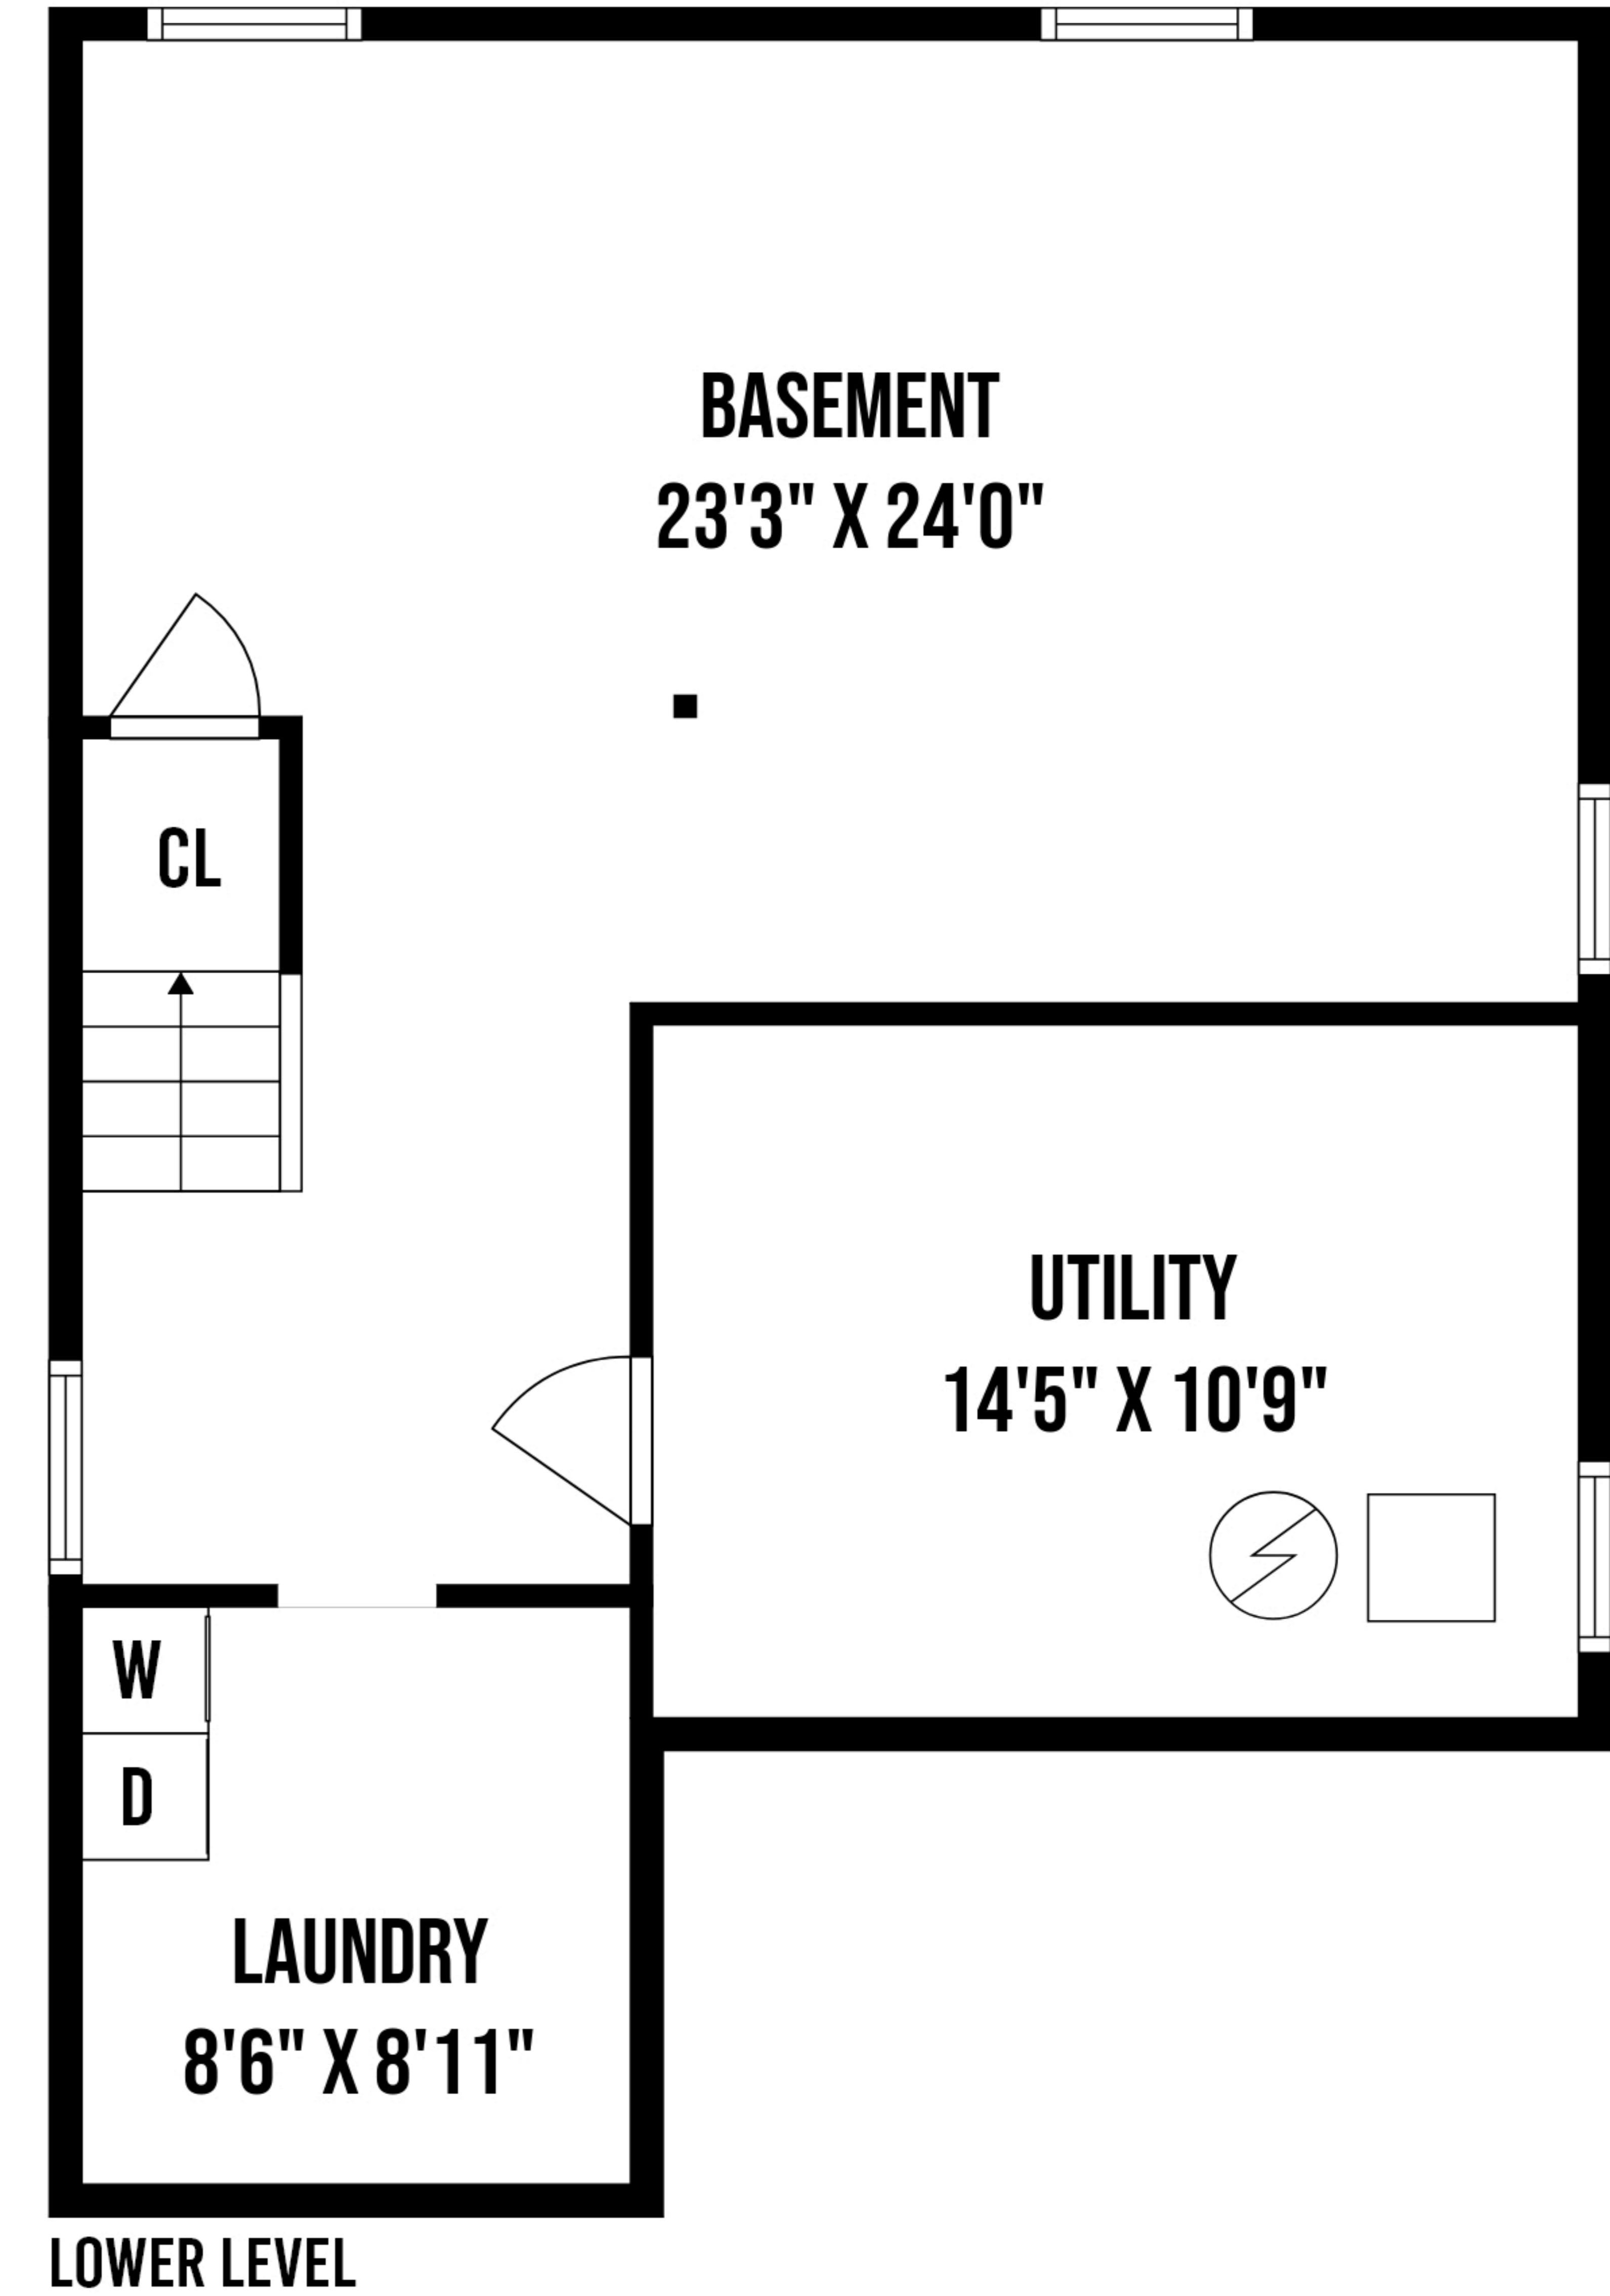 BASEMENT
23'3" X 24'0"
CL
UTILITY
14'5" X 10'9"
W
D
LAUNDRY
8'6" X 8'11"
LOWER LEVEL